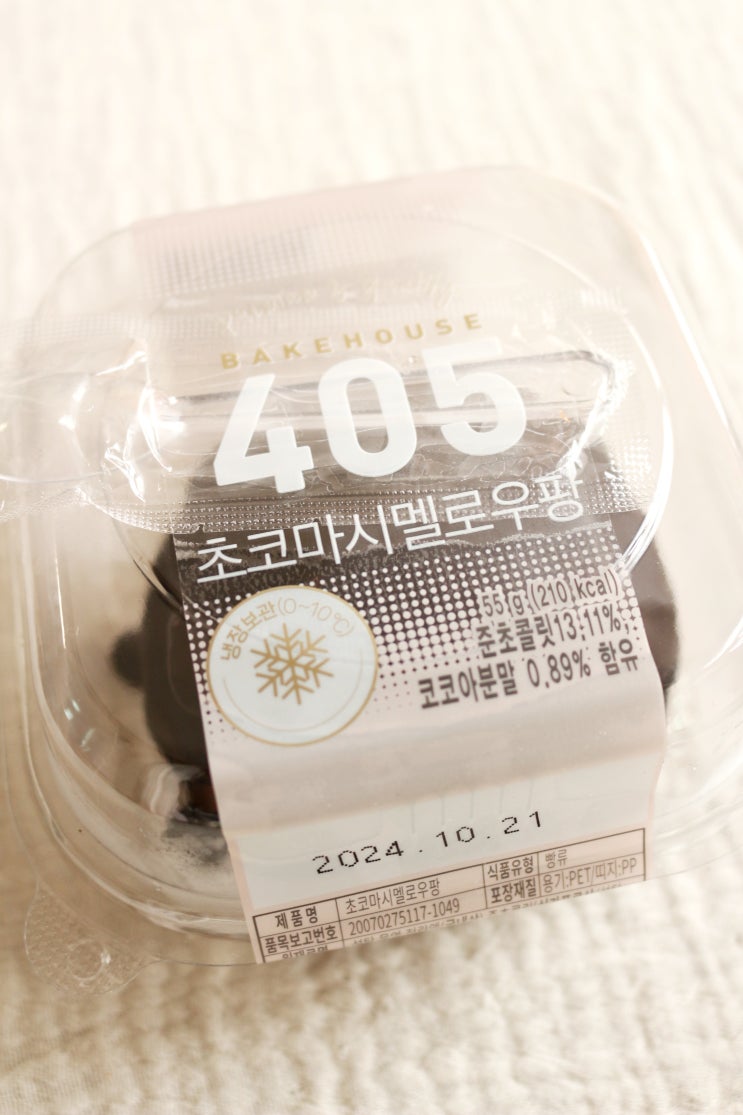 BAKEHOUSE
405
초코마시멜로우팡
냉장보관(0~10℃)
55 g (210 kcal)
준초콜릿13.11%,
코코아분말 0.89% 함유
2024.10.21
제품명 초코마시멜로우팡 식품유형 빵류
품목보고번호 20070275117-1049 포장재질 용기:PET/띠지:PP